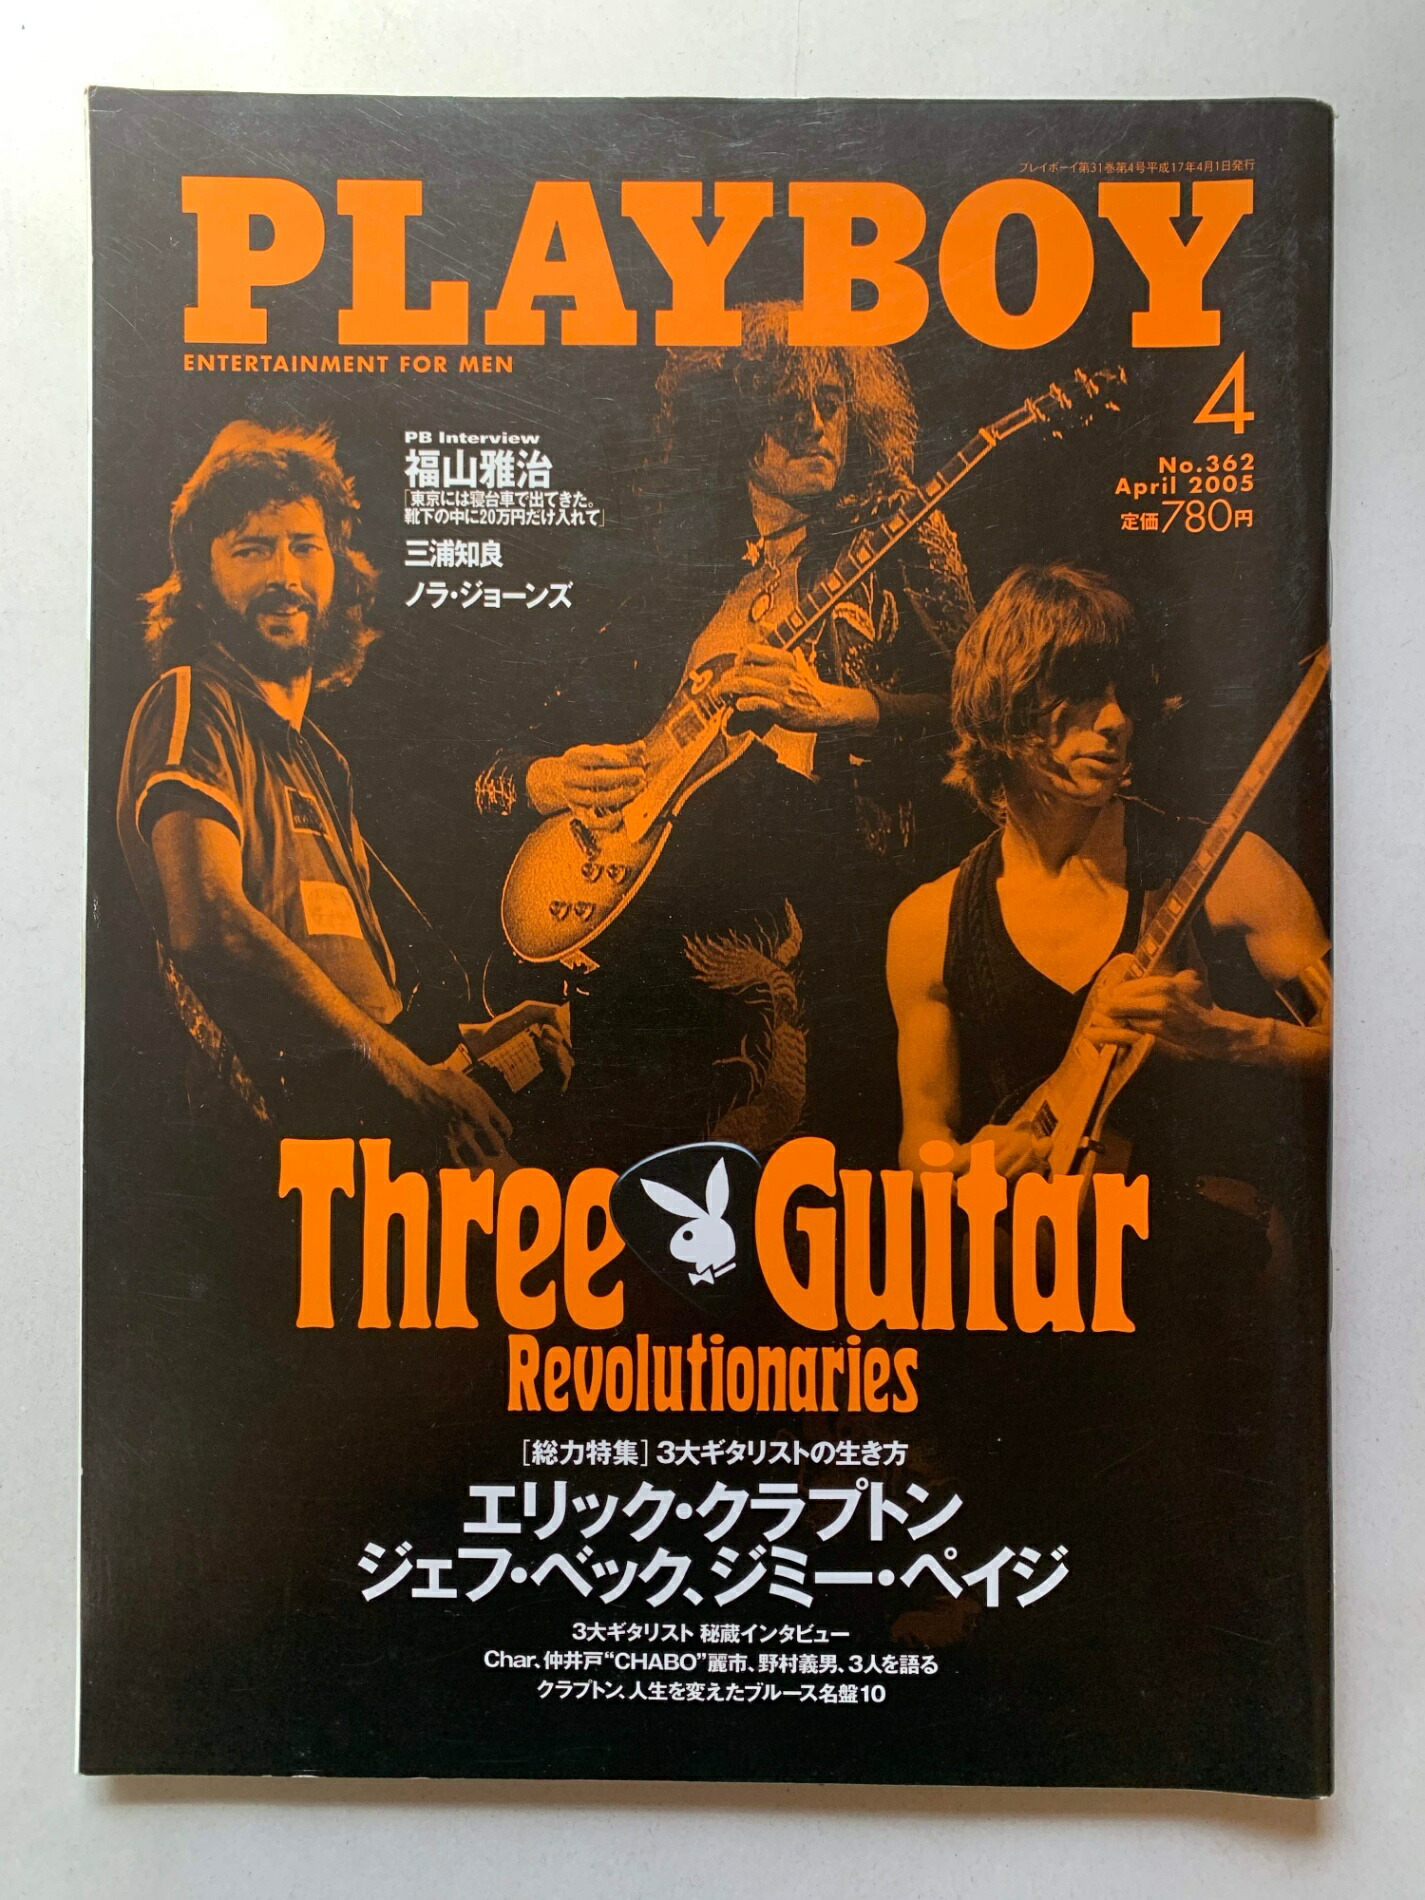 プレイボーイ第31巻第4号平成17年4月1日発行
PLAYBOY
ENTERTAINMENT FOR MEN
4
No.362
April 2005
定価780円
PB Interview
福山雅治
「東京には寝台車で出てきた。
靴下の中に20万円だけ入れて」
三浦知良
ノラ・ジョーンズ
Three Guitar
Revolutionaries
［総力特集］3大ギタリストの生き方
エリック・クラプトン
ジェフ・ベック、ジミー・ペイジ
3大ギタリスト 秘蔵インタビュー
Char、仲井戸“CHABO”麗市、野村義男、3人を語る
クラプトン、人生を変えたブルース名盤10